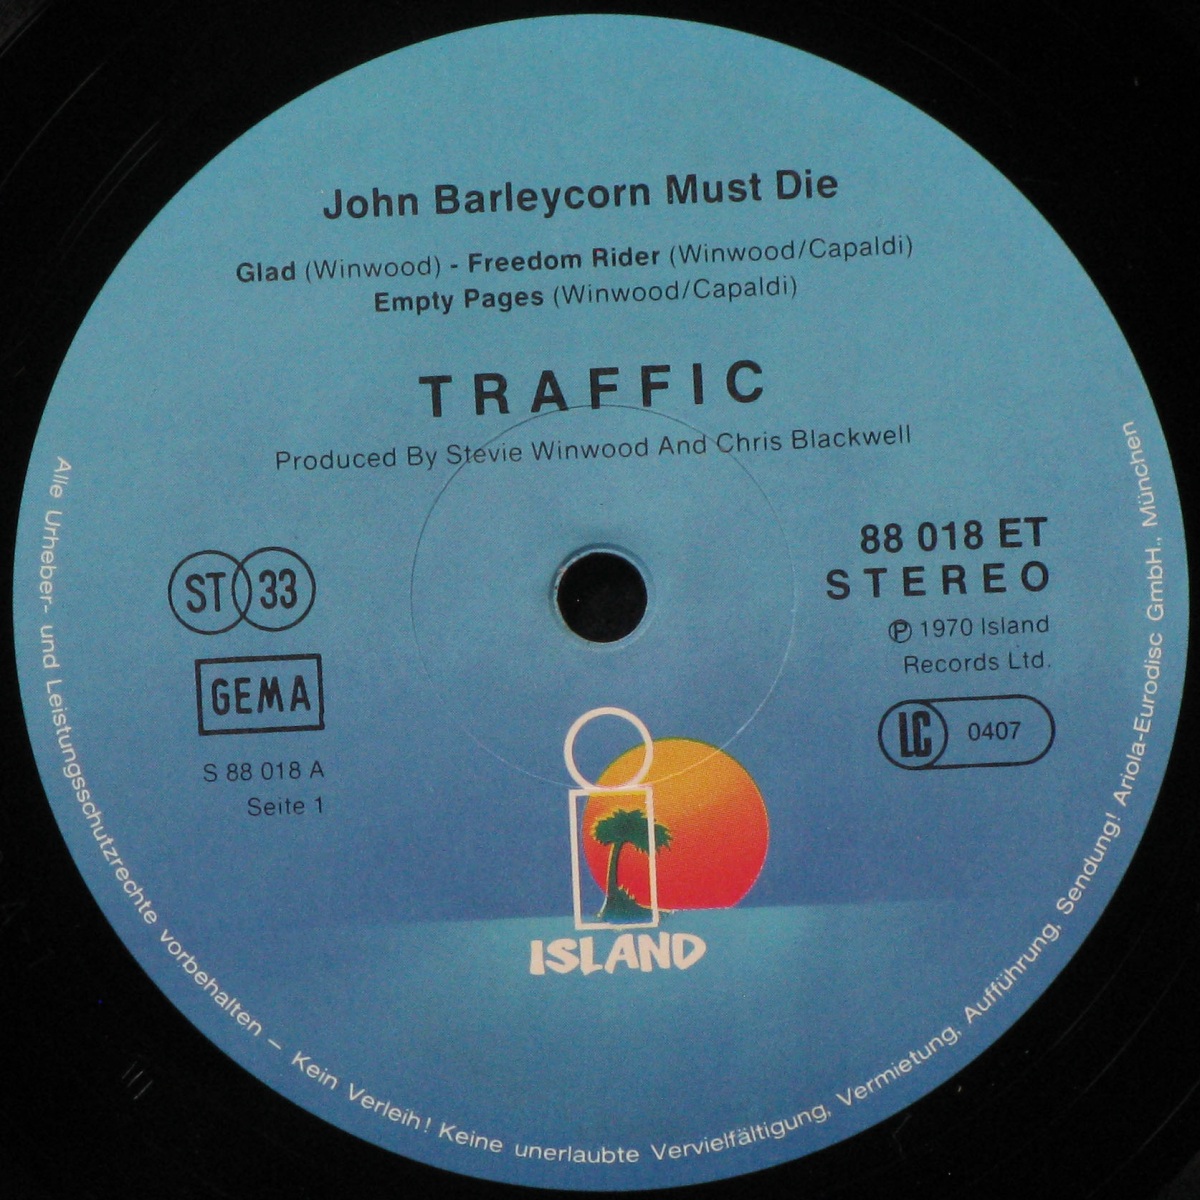 John Barleycorn Must Die
Glad (Winwood) - Freedom Rider (Winwood/Capaldi)
Empty Pages (Winwood/Capaldi)
TRAFFIC
Produced By Stevie Winwood And Chris Blackwell
ST 33
GEMA
S 88 018 A
Seite 1
88 018 ET
STEREO
℗ 1970 Island
Records Ltd.
LC 0407
ISLAND
Alle Urheber- und Leistungsschutzrechte vorbehalten – Kein Verleih! Keine unerlaubte Vervielfältigung, Vermietung, Aufführung, Sendung! Ariola-Eurodisc GmbH., München